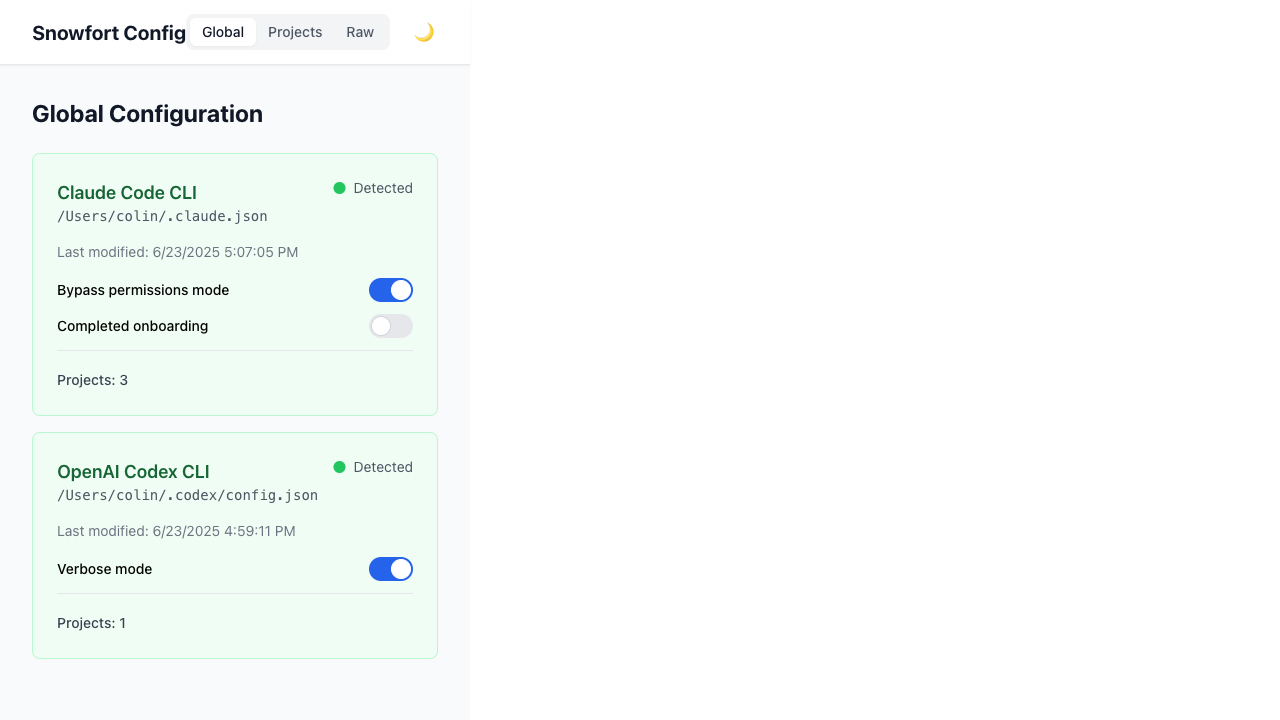 Snowfort Config
Global
Projects
Raw
Global Configuration
Claude Code CLI
Detected
/Users/colin/.claude.json
Last modified: 6/23/2025 5:07:05 PM
Bypass permissions mode
Completed onboarding
Projects: 3
OpenAI Codex CLI
Detected
/Users/colin/.codex/config.json
Last modified: 6/23/2025 4:59:11 PM
Verbose mode
Projects: 1